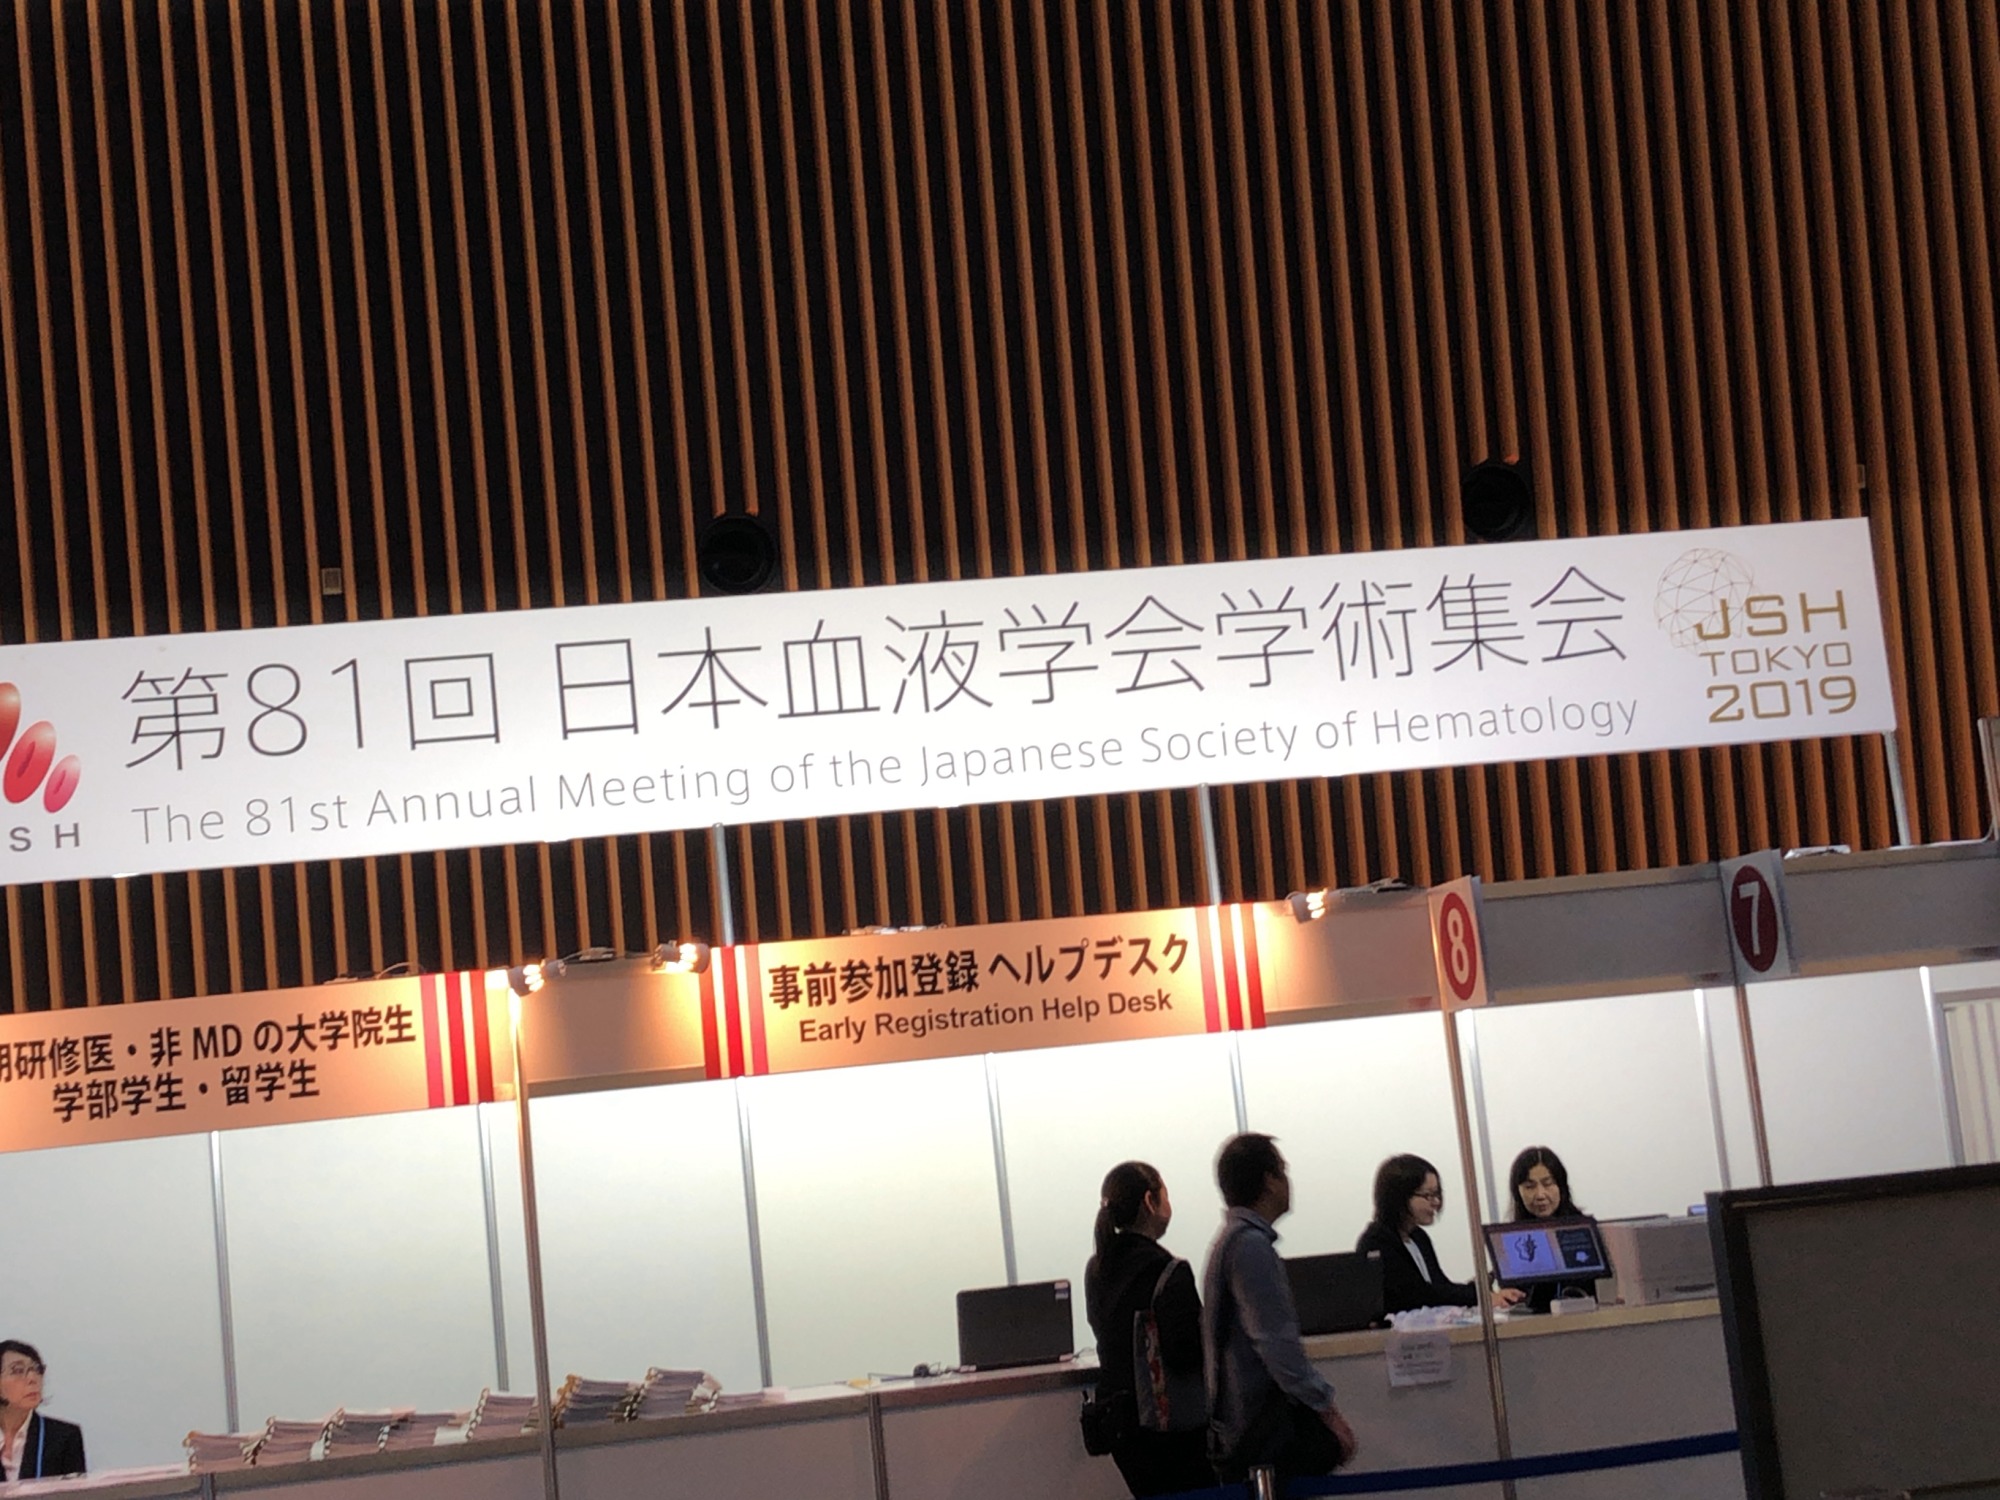 第81回 日本血液学会学術集会
The 81st Annual Meeting of the Japanese Society of Hematology
SH
JSH
TOKYO
2019
期研修医・非MDの大学院生
学部学生・留学生
事前参加登録 ヘルプデスク
Early Registration Help Desk
8
7